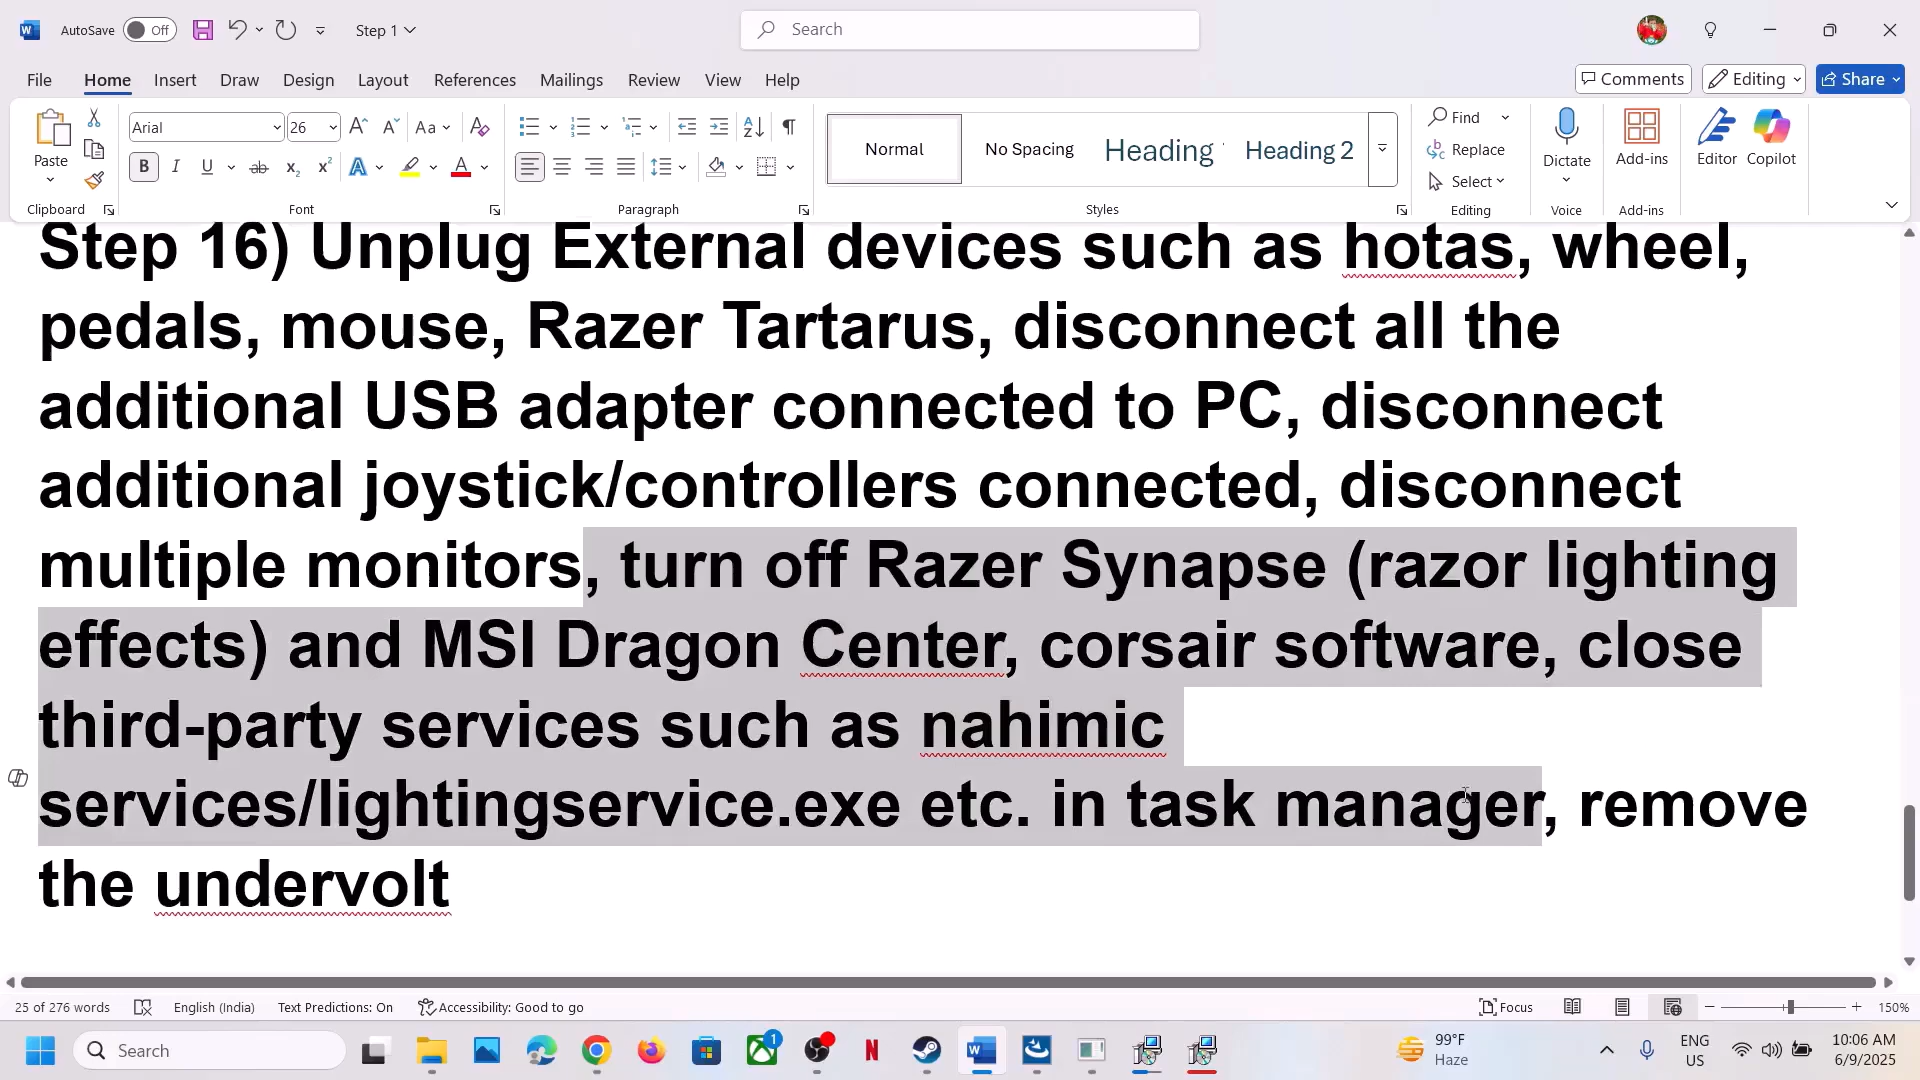 AutoSave Off Step 1 Search
File Home Insert Draw Design Layout References Mailings Review View Help Comments Editing Share
Paste Arial 26 Aa Normal No Spacing Heading Heading 2 Find Replace Select Dictate Add-ins Editor Copilot
Clipboard Font Paragraph Styles Editing Voice Add-ins
Step 16) Unplug External devices such as hotas, wheel,
pedals, mouse, Razer Tartarus, disconnect all the
additional USB adapter connected to PC, disconnect
additional joystick/controllers connected, disconnect
multiple monitors, turn off Razer Synapse (razor lighting
effects) and MSI Dragon Center, corsair software, close
third-party services such as nahimic
services/lightingservice.exe etc. in task manager, remove
the undervolt
25 of 276 words English (India) Text Predictions: On Accessibility: Good to go Focus 150%
Search 1 99°F Haze ENG US 10:06 AM 6/9/2025